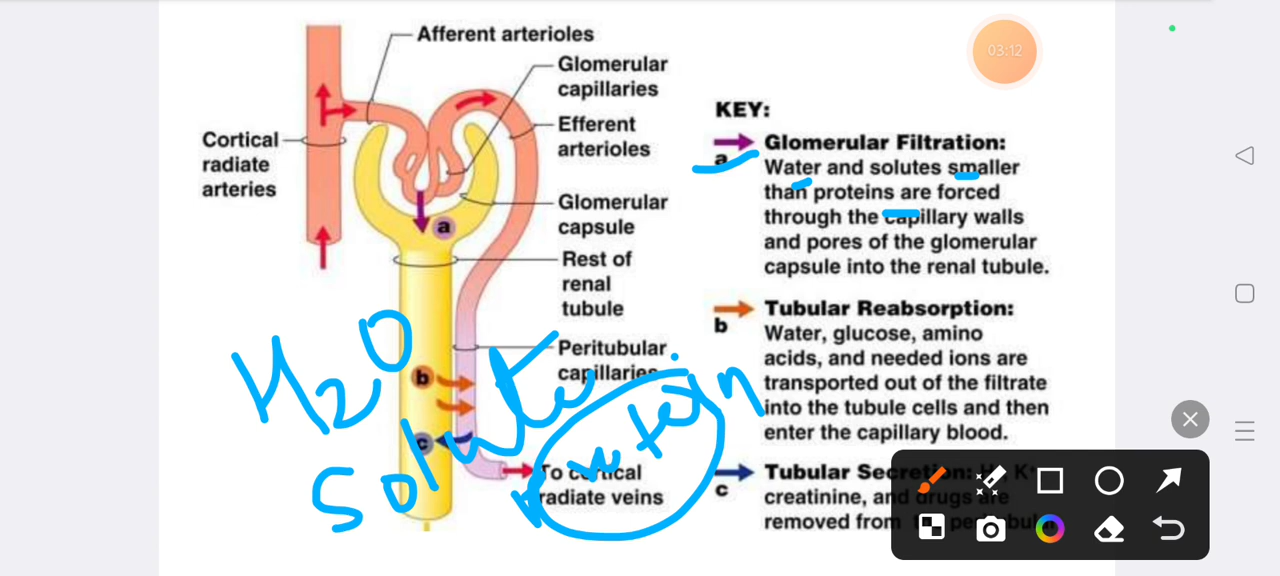 03:12
Afferent arterioles
Glomerular
capillaries
Efferent
arterioles
Cortical
radiate
arteries
Glomerular
capsule
a
Rest of
renal
tubule
Peritubular
capillaries
b
c
To cortical
radiate veins
H2O
solute
KEY:
a
Glomerular Filtration:
Water and solutes smaller
than proteins are forced
through the capillary walls
and pores of the glomerular
capsule into the renal tubule.
b
Tubular Reabsorption:
Water, glucose, amino
acids, and needed ions are
transported out of the filtrate
into the tubule cells and then
enter the capillary blood.
c
Tubular Secretion: H+, K+
creatinine, and drugs are
removed from